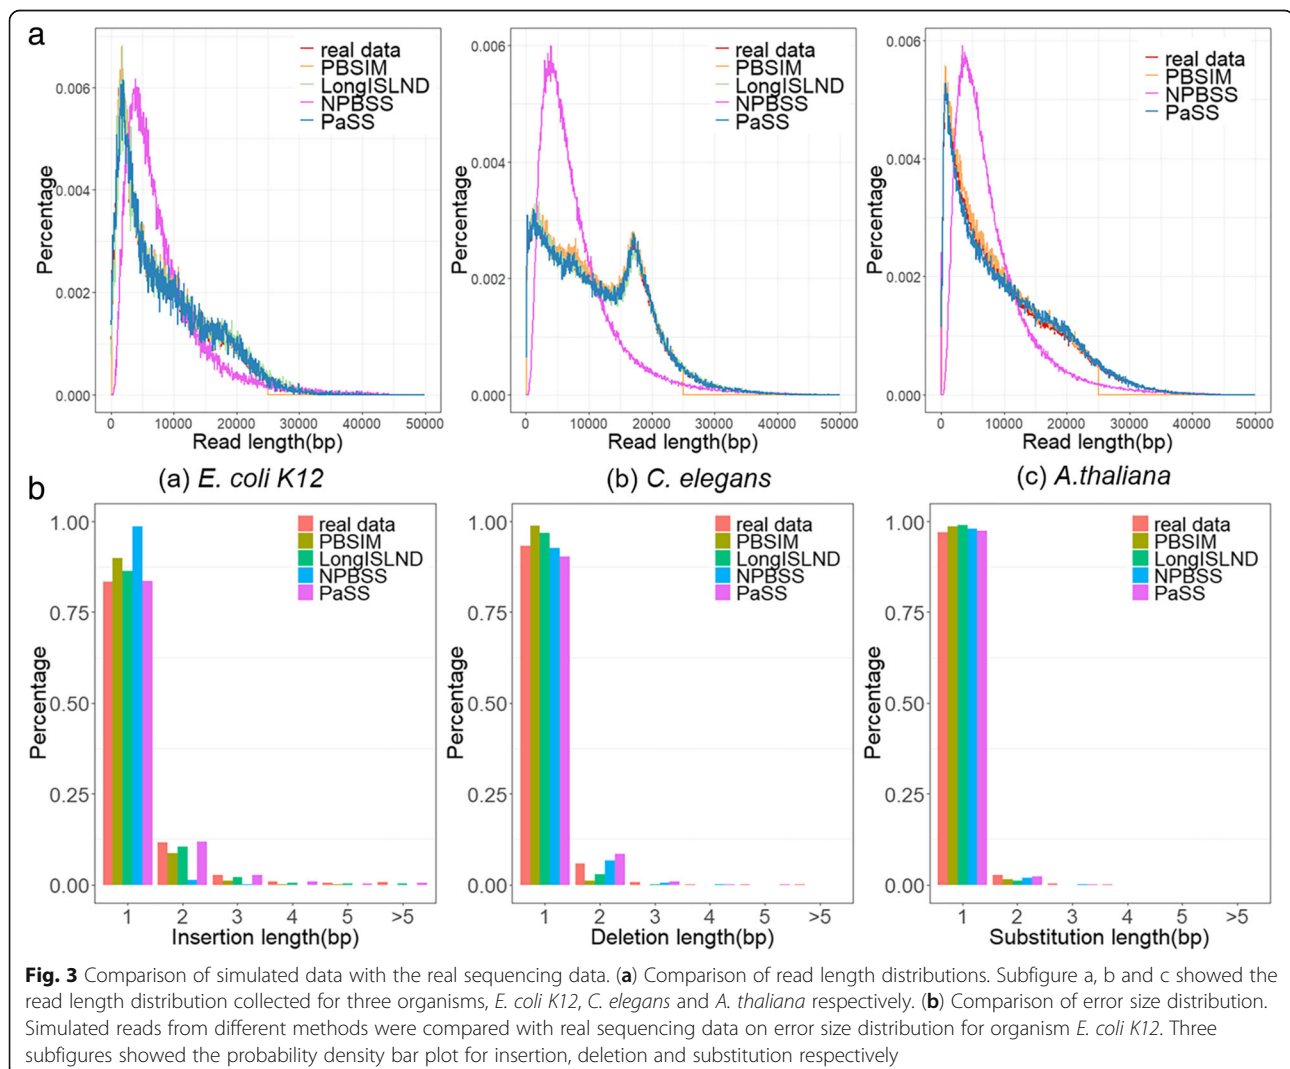 a
real data
PBSIM
LongISLND
NPBSS
PaSS
0.006
0.004
0.002
0.000
Percentage
0 10000 20000 30000 40000 50000
Read length(bp)
(a) E. coli K12
real data
PBSIM
LongISLND
NPBSS
PaSS
0.006
0.004
0.002
0.000
Percentage
0 10000 20000 30000 40000 50000
Read length(bp)
(b) C. elegans
real data
PBSIM
NPBSS
PaSS
0.006
0.004
0.002
0.000
Percentage
0 10000 20000 30000 40000 50000
Read length(bp)
(c) A.thaliana
b
real data
PBSIM
LongISLND
NPBSS
PaSS
1.00
0.75
0.50
0.25
0.00
Percentage
1 2 3 4 5 >5
Insertion length(bp)
real data
PBSIM
LongISLND
NPBSS
PaSS
1.00
0.75
0.50
0.25
0.00
Percentage
1 2 3 4 5 >5
Deletion length(bp)
real data
PBSIM
LongISLND
NPBSS
PaSS
1.00
0.75
0.50
0.25
0.00
Percentage
1 2 3 4 5 >5
Substitution length(bp)
Fig. 3 Comparison of simulated data with the real sequencing data. (a) Comparison of read length distributions. Subfigure a, b and c showed the
read length distribution collected for three organisms, E. coli K12, C. elegans and A. thaliana respectively. (b) Comparison of error size distribution.
Simulated reads from different methods were compared with real sequencing data on error size distribution for organism E. coli K12. Three
subfigures showed the probability density bar plot for insertion, deletion and substitution respectively